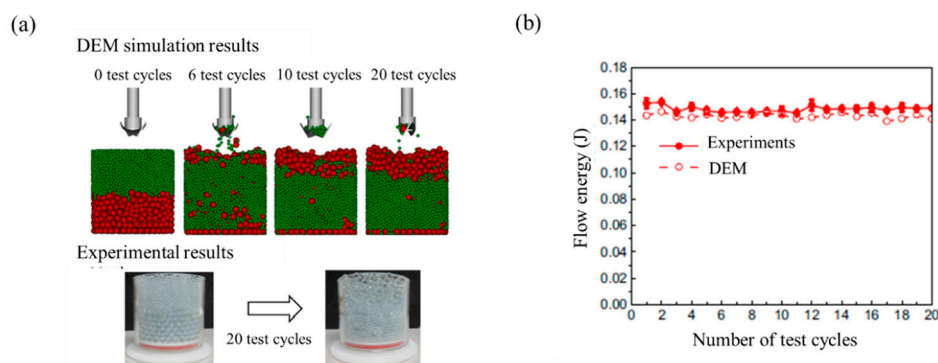 (a)
DEM simulation results
0 test cycles 6 test cycles 10 test cycles 20 test cycles
Experimental results
20 test cycles
(b)
0.18
0.16
0.14
0.12
0.10
0.08
0.06
0.04
0.02
0.00
Flow energy (J)
Experiments
DEM
0 2 4 6 8 10 12 14 16 18 20
Number of test cycles